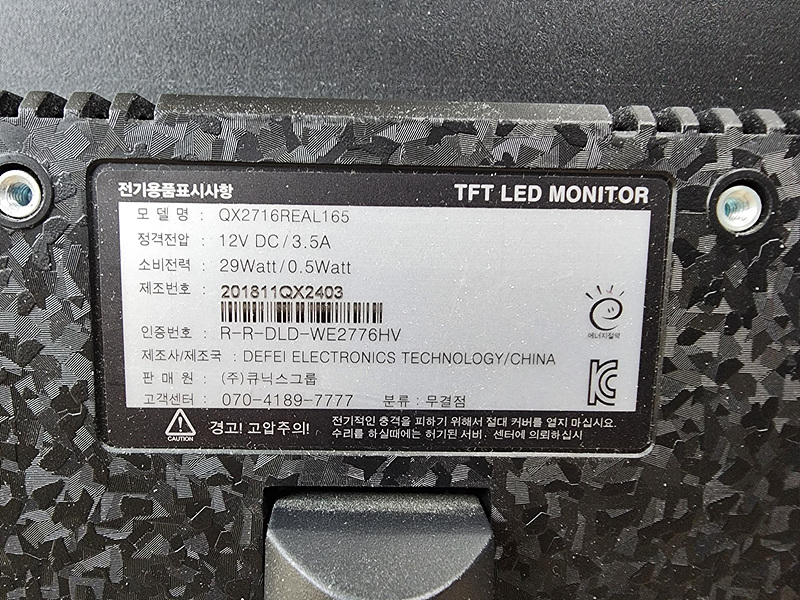 전기용품표시사항 TFT LED MONITOR
모 델 명 : QX2716REAL165
정격전압 : 12V DC/3.5A
소비전력 : 29Watt/0.5Watt
제조번호 : 201811QX2403
에너지절약
인증번호 : R-R-DLD-WE2776HV
제조사/제조국 : DEFEI ELECTRONICS TECHNOLOGY/CHINA
판 매 원 : (주)큐닉스그룹
고객센터 : 070-4189-7777 분류 : 무결점
CAUTION
경고! 고압주의!
전기적인 충격을 피하기 위해서 절대 커버를 열지 마십시요.
수리를 하실때에는 허기된 서비. 센터에 의뢰하십시